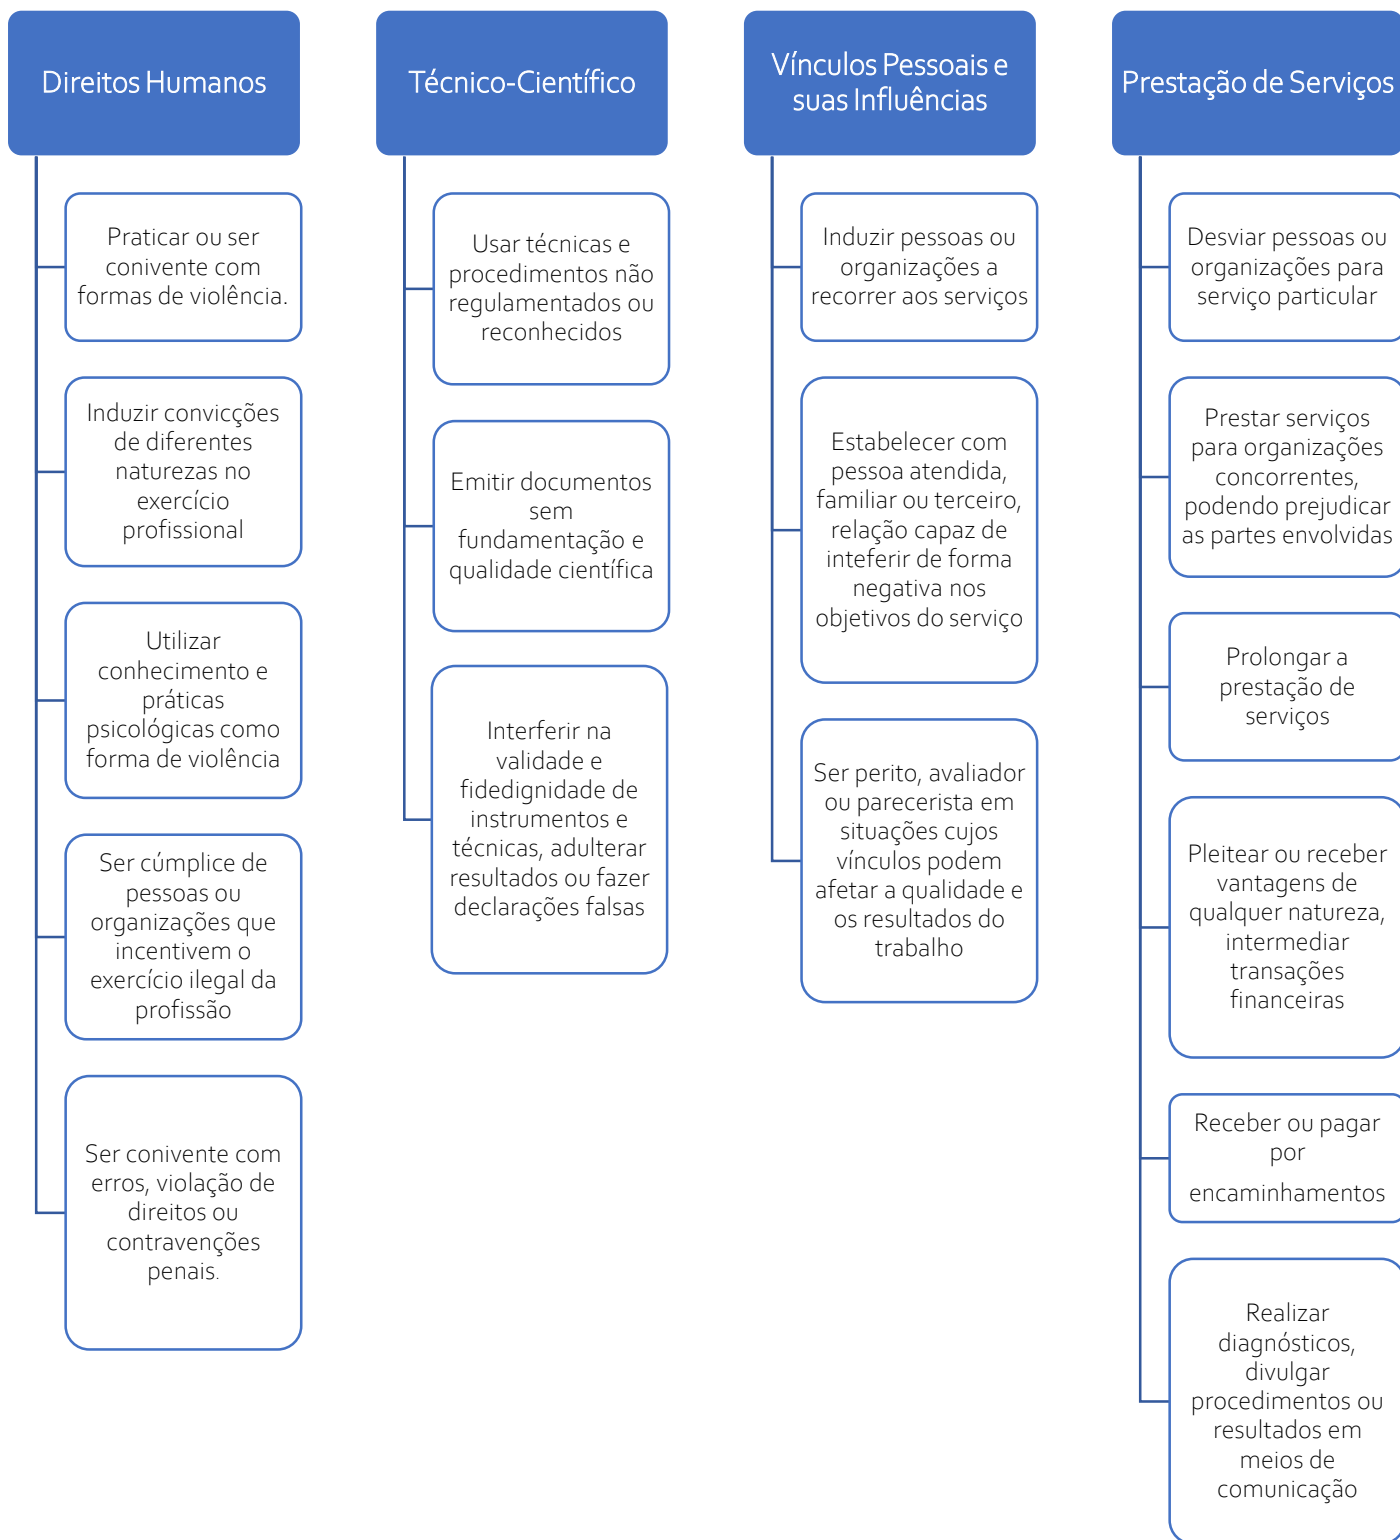 Direitos Humanos
Praticar ou ser
conivente com
formas de violência.
Induzir convicções
de diferentes
naturezas no
exercício
profissional
Utilizar
conhecimento e
práticas
psicológicas como
forma de violência
Ser cúmplice de
pessoas ou
organizações que
incentivem o
exercício ilegal da
profissão
Ser conivente com
erros, violação de
direitos ou
contravenções
penais.
Técnico-Científico
Usar técnicas e
procedimentos não
regulamentados ou
reconhecidos
Emitir documentos
sem
fundamentação e
qualidade científica
Interferir na
validade e
fidedignidade de
instrumentos e
técnicas, adulterar
resultados ou fazer
declarações falsas
Vínculos Pessoais e
suas Influências
Induzir pessoas ou
organizações a
recorrer aos serviços
Estabelecer com
pessoa atendida,
familiar ou terceiro,
relação capaz de
inteferir de forma
negativa nos
objetivos do serviço
Ser perito, avaliador
ou parecerista em
situações cujos
vínculos podem
afetar a qualidade e
os resultados do
trabalho
Prestação de Serviços
Desviar pessoas ou
organizações para
serviço particular
Prestar serviços
para organizações
concorrentes,
podendo prejudicar
as partes envolvidas
Prolongar a
prestação de
serviços
Pleitear ou receber
vantagens de
qualquer natureza,
intermediar
transações
financeiras
Receber ou pagar
por
encaminhamentos
Realizar
diagnósticos,
divulgar
procedimentos ou
resultados em
meios de
comunicação